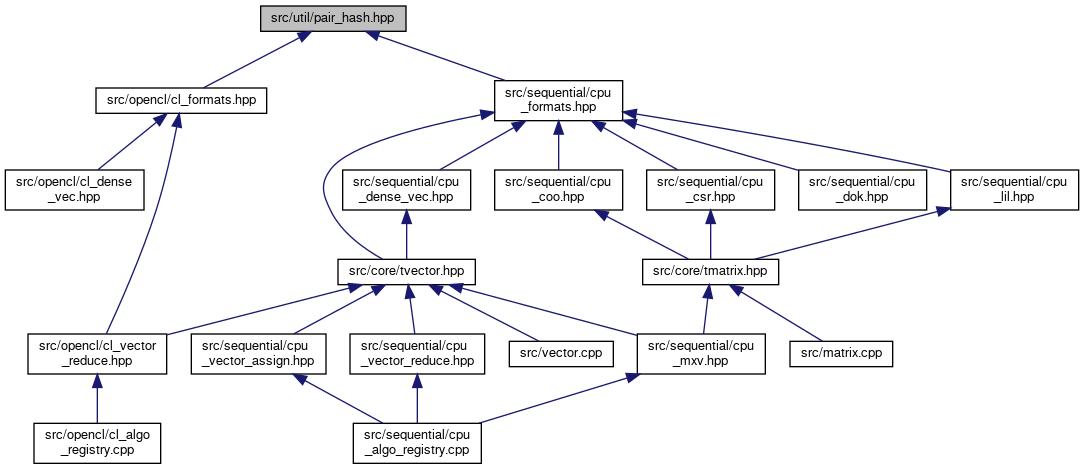 src/util/pair_hash.hpp
src/opencl/cl_formats.hpp
src/sequential/cpu
_formats.hpp
src/opencl/cl_dense
_vec.hpp
src/sequential/cpu
_dense_vec.hpp
src/sequential/cpu
_coo.hpp
src/sequential/cpu
_csr.hpp
src/sequential/cpu
_dok.hpp
src/sequential/cpu
_lil.hpp
src/core/tvector.hpp
src/core/tmatrix.hpp
src/opencl/cl_vector
_reduce.hpp
src/sequential/cpu
_vector_assign.hpp
src/sequential/cpu
_vector_reduce.hpp
src/vector.cpp
src/sequential/cpu
_mxv.hpp
src/matrix.cpp
src/opencl/cl_algo
_registry.cpp
src/sequential/cpu
_algo_registry.cpp